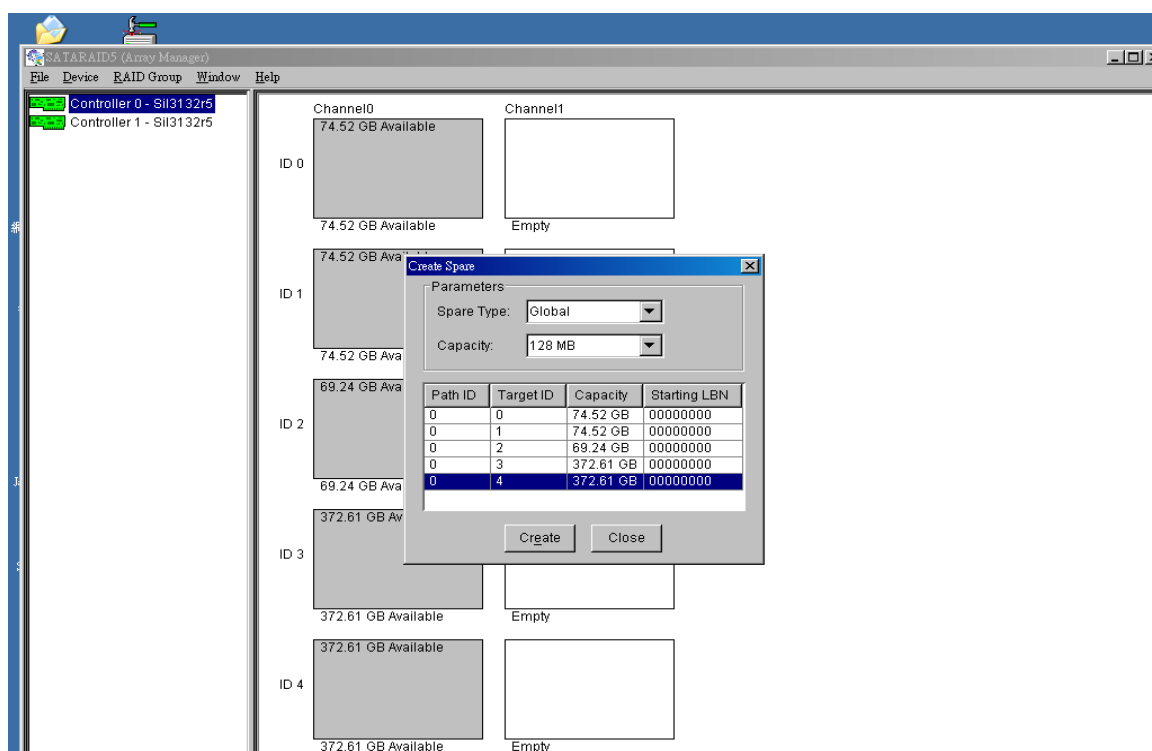 SATARAID5 (Array Manager)
File Device RAID Group Window Help
Controller 0 - Sil3132r5
Controller 1 - Sil3132r5
Channel0 Channel1
74.52 GB Available
ID 0
74.52 GB Available Empty
74.52 GB Ava
ID 1
74.52 GB Ava
69.24 GB Ava
ID 2
69.24 GB Ava
372.61 GB Av
ID 3
372.61 GB Available Empty
372.61 GB Available
ID 4
372.61 GB Available Empty
Create Spare
Parameters
Spare Type: Global
Capacity: 128 MB
Path ID Target ID Capacity Starting LBN
0 0 74.52 GB 00000000
0 1 74.52 GB 00000000
0 2 69.24 GB 00000000
0 3 372.61 GB 00000000
0 4 372.61 GB 00000000
Create Close